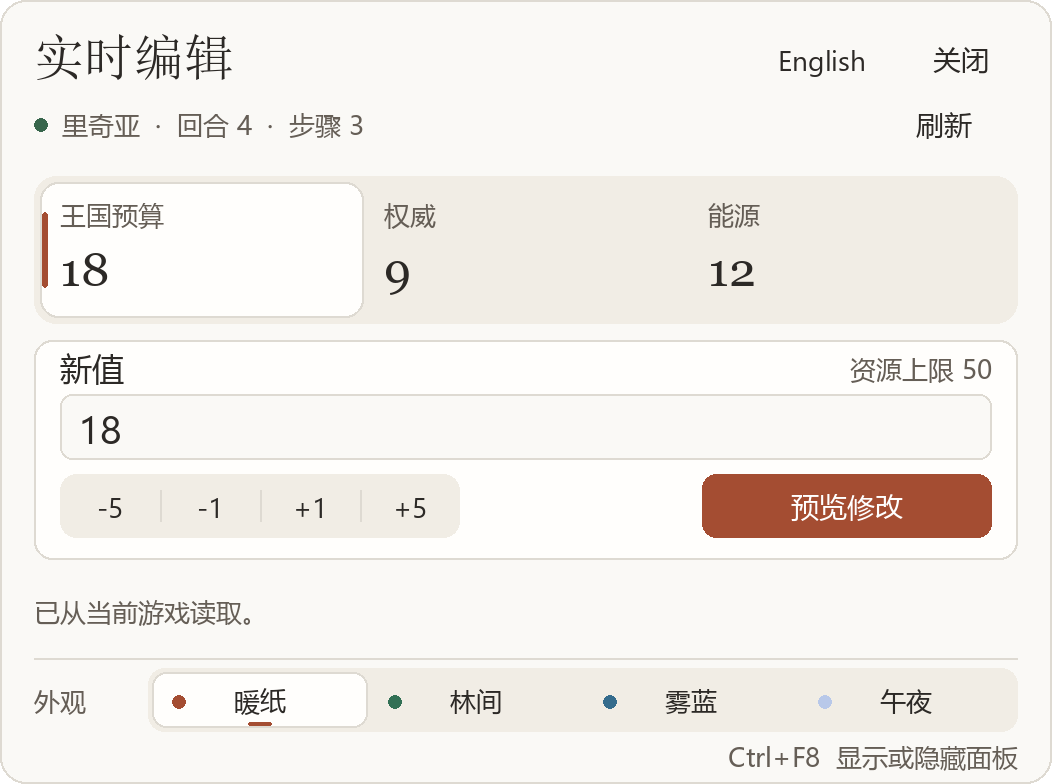 实时编辑 English 关闭
里奇亚 · 回合 4 · 步骤 3 刷新
王国预算 权威 能源
18 9 12
新值 资源上限 50
18
-5 -1 +1 +5 预览修改
已从当前游戏读取。
外观 暖纸 林间 雾蓝 午夜
Ctrl+F8 显示或隐藏面板